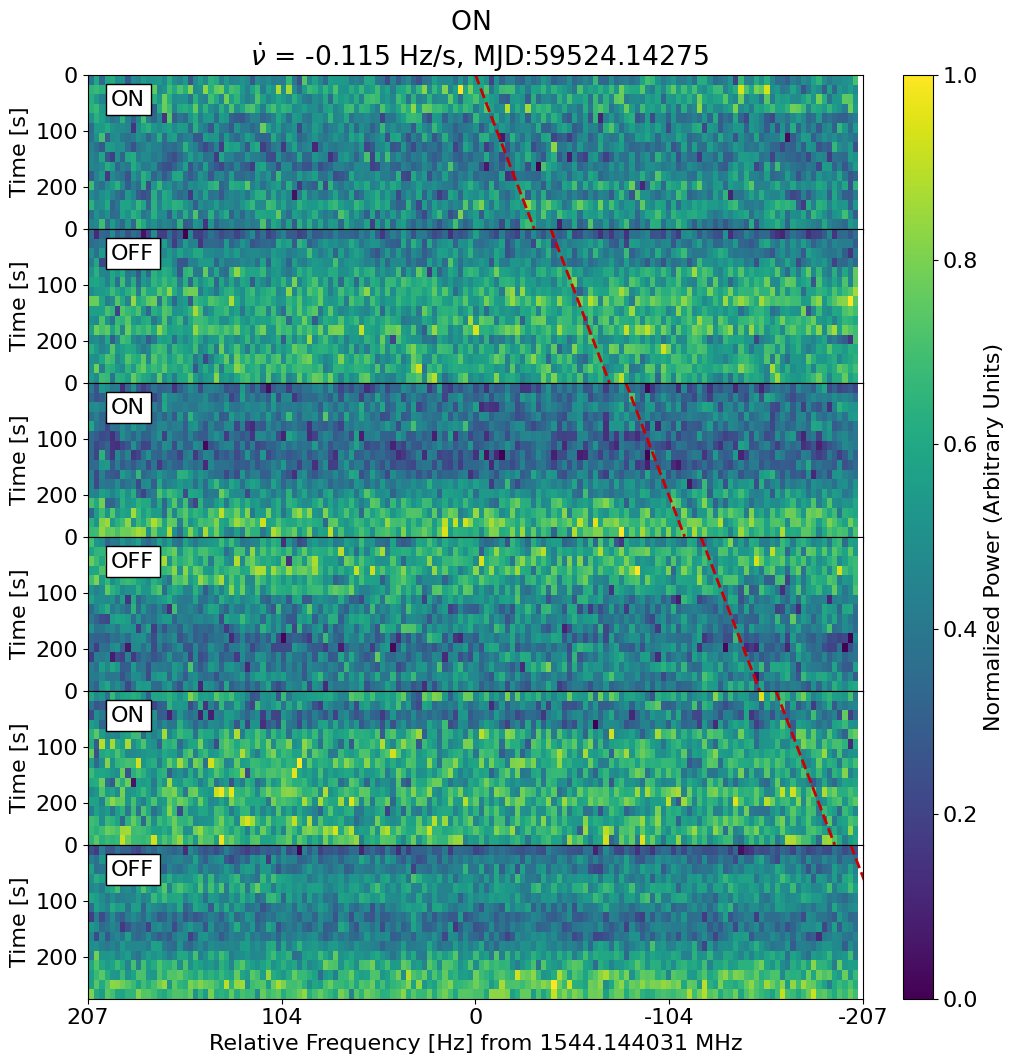 ON
ν̇ = -0.115 Hz/s, MJD:59524.14275
0
ON
100
200
Time [s]
0
OFF
100
200
Time [s]
0
ON
100
200
Time [s]
0
OFF
100
200
Time [s]
0
ON
100
200
Time [s]
0
OFF
100
200
Time [s]
207 104 0 -104 -207
Relative Frequency [Hz] from 1544.144031 MHz
1.0
0.8
0.6
0.4
0.2
0.0
Normalized Power (Arbitrary Units)